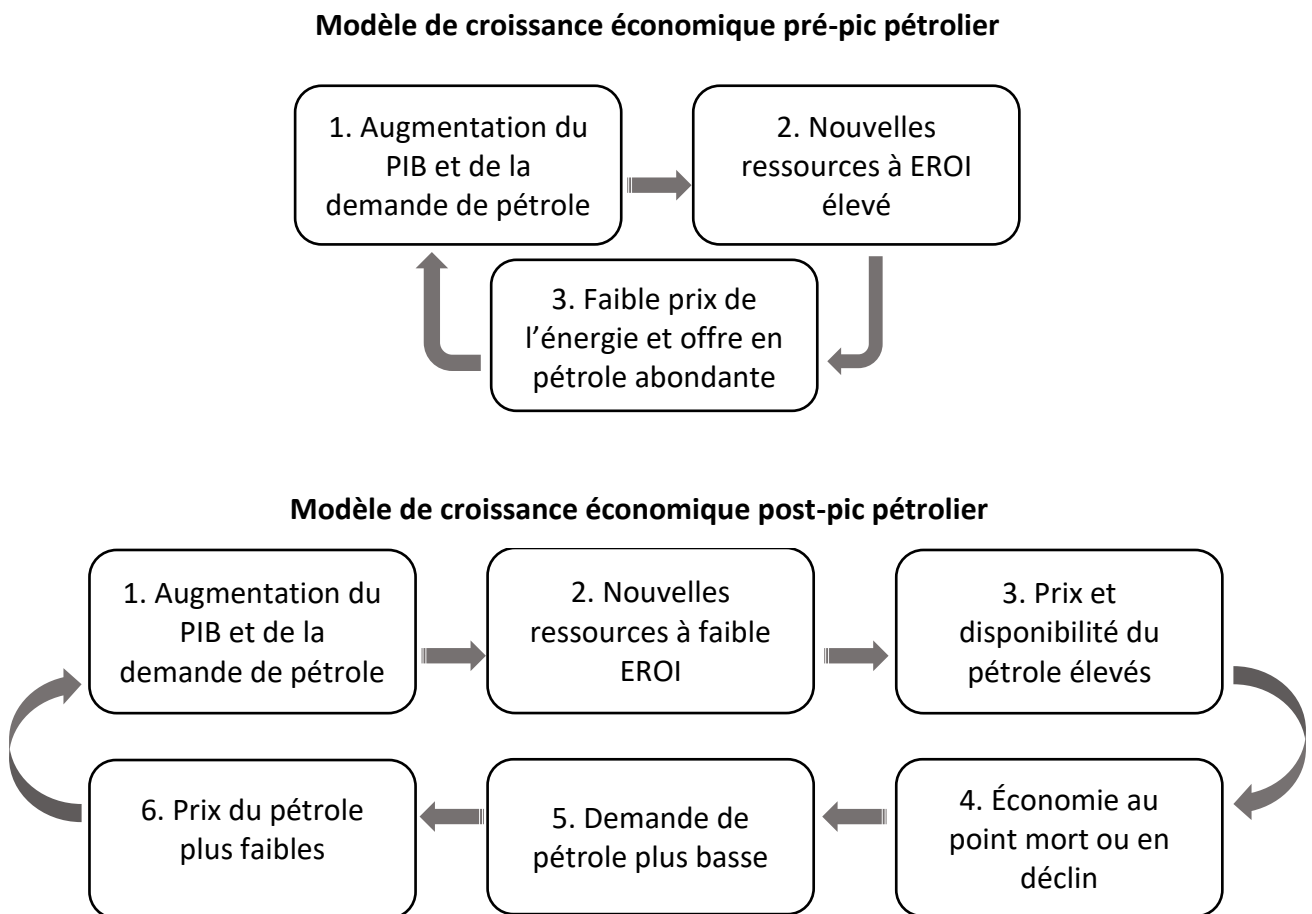 Modèle de croissance économique pré-pic pétrolier
1. Augmentation du
PIB et de la
demande de pétrole
2. Nouvelles
ressources à EROI
élevé
3. Faible prix de
l’énergie et offre en
pétrole abondante
Modèle de croissance économique post-pic pétrolier
1. Augmentation du
PIB et de la
demande de pétrole
2. Nouvelles
ressources à faible
EROI
3. Prix et
disponibilité du
pétrole élevés
4. Économie au
point mort ou en
déclin
5. Demande de
pétrole plus basse
6. Prix du pétrole
plus faibles